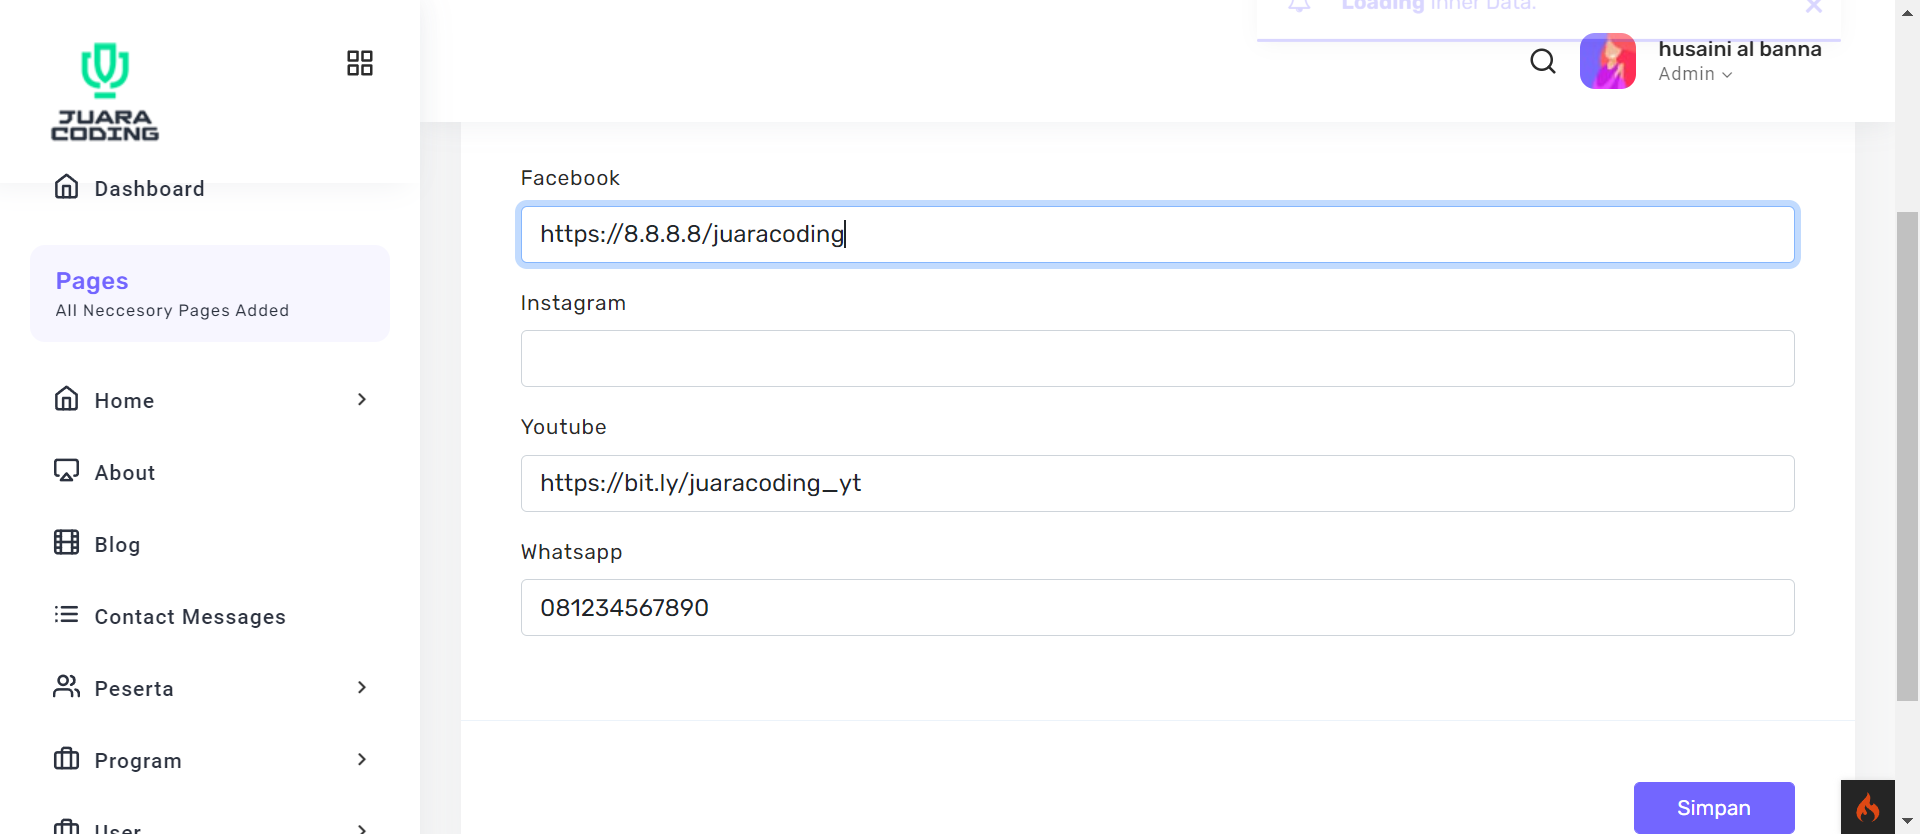 Loading Inner Data.
JUARA
CODING
husaini al banna
Admin
Dashboard
Pages
All Neccesory Pages Added
Home
About
Blog
Contact Messages
Peserta
Program
User
Facebook
https://8.8.8.8/juaracoding
Instagram
Youtube
https://bit.ly/juaracoding_yt
Whatsapp
081234567890
Simpan